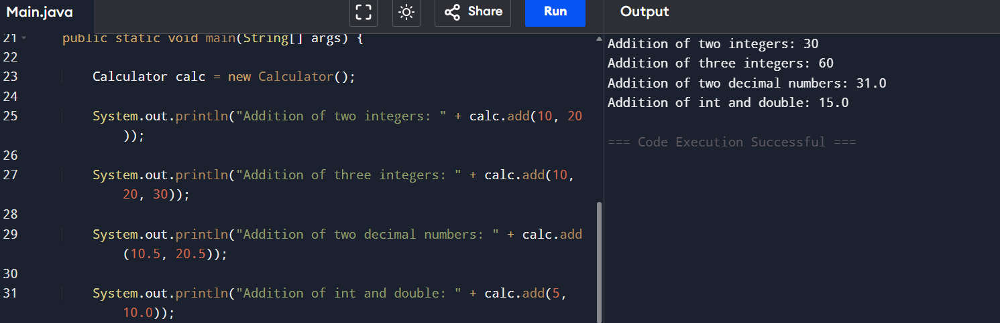 Main.java
Share
Run
Output
21 public static void main(String[] args) {
22
23 Calculator calc = new Calculator();
24
25 System.out.println("Addition of two integers: " + calc.add(10, 20
));
26
27 System.out.println("Addition of three integers: " + calc.add(10,
20, 30));
28
29 System.out.println("Addition of two decimal numbers: " + calc.add
(10.5, 20.5));
30
31 System.out.println("Addition of int and double: " + calc.add(5,
10.0));
Addition of two integers: 30
Addition of three integers: 60
Addition of two decimal numbers: 31.0
Addition of int and double: 15.0
=== Code Execution Successful ===